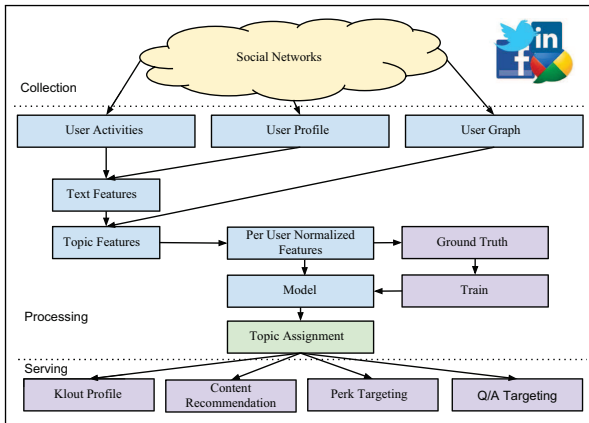 Social Networks
in
f
Collection
User Activities
User Profile
User Graph
Text Features
Topic Features
Per User Normalized
Features
Ground Truth
Model
Train
Processing
Topic Assignment
Serving
Klout Profile
Content
Recommendation
Perk Targeting
Q/A Targeting